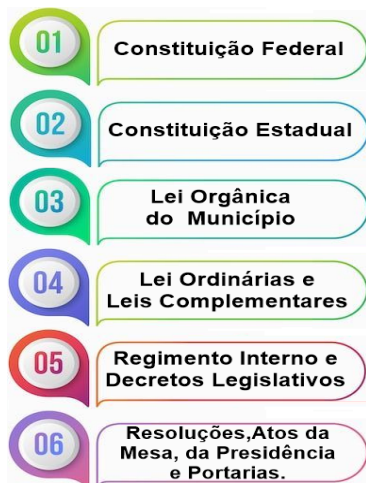 01
Constituição Federal
02
Constituição Estadual
03
Lei Orgânica
do Município
04
Lei Ordinárias e
Leis Complementares
05
Regimento Interno e
Decretos Legislativos
06
Resoluções,Atos da
Mesa, da Presidência
e Portarias.